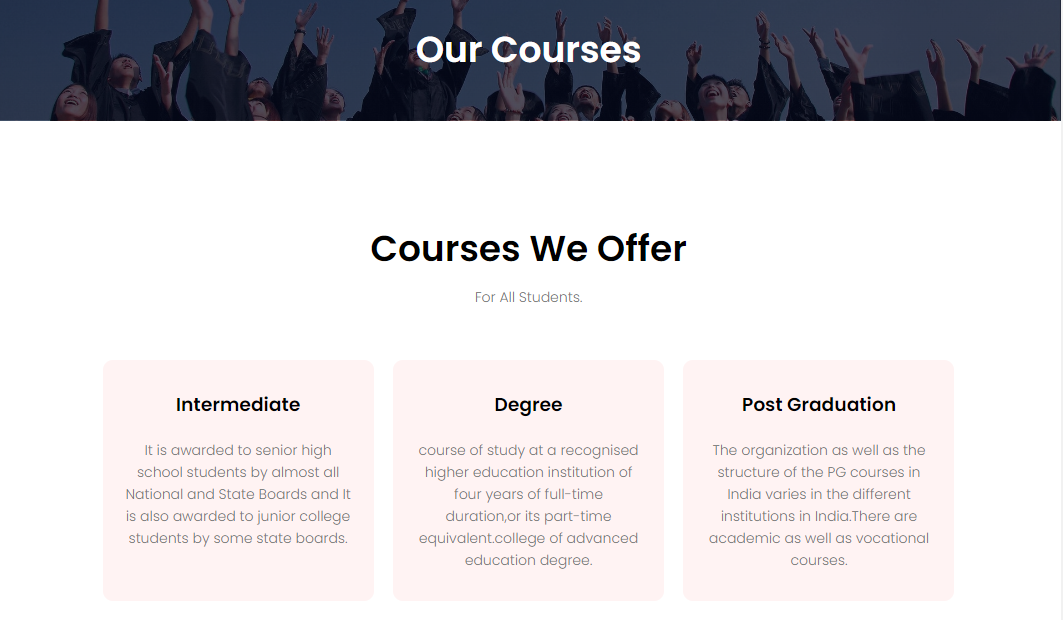 Our Courses
Courses We Offer
For All Students.
Intermediate
It is awarded to senior high
school students by almost all
National and State Boards and It
is also awarded to junior college
students by some state boards.
Degree
course of study at a recognised
higher education institution of
four years of full-time
duration,or its part-time
equivalent.college of advanced
education degree.
Post Graduation
The organization as well as the
structure of the PG courses in
India varies in the different
institutions in India.There are
academic as well as vocational
courses.